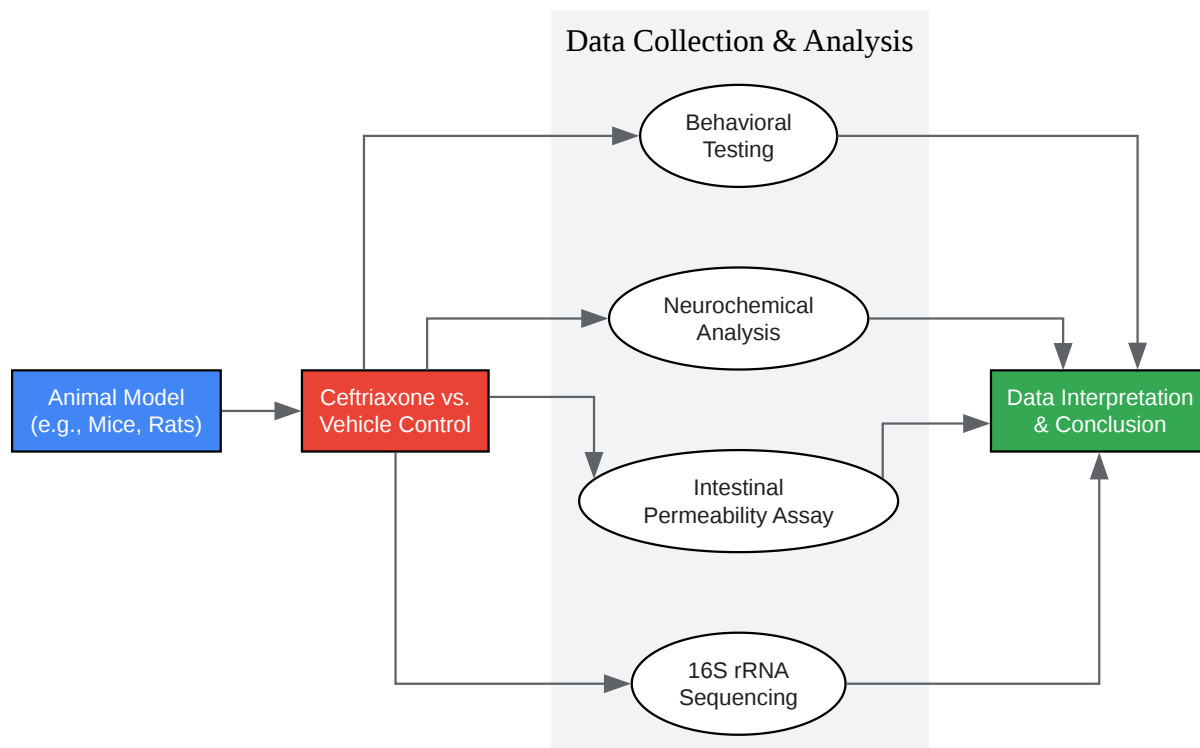 Data Collection & Analysis
Behavioral
Testing
Neurochemical
Analysis
Animal Model
(e.g., Mice, Rats)
Ceftriaxone vs.
Vehicle Control
Data Interpretation
& Conclusion
Intestinal
Permeability Assay
16S rRNA
Sequencing